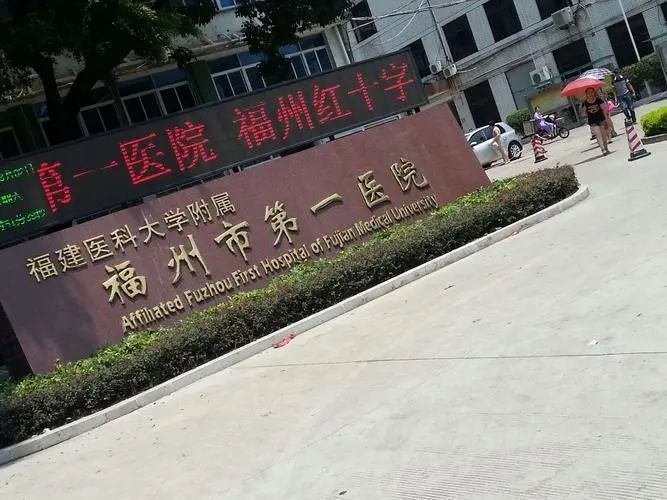 第一医院 福州红十字
福建医科大学附属
福州市第一医院
Affiliated Fuzhou First Hospital of Fujian Medical University